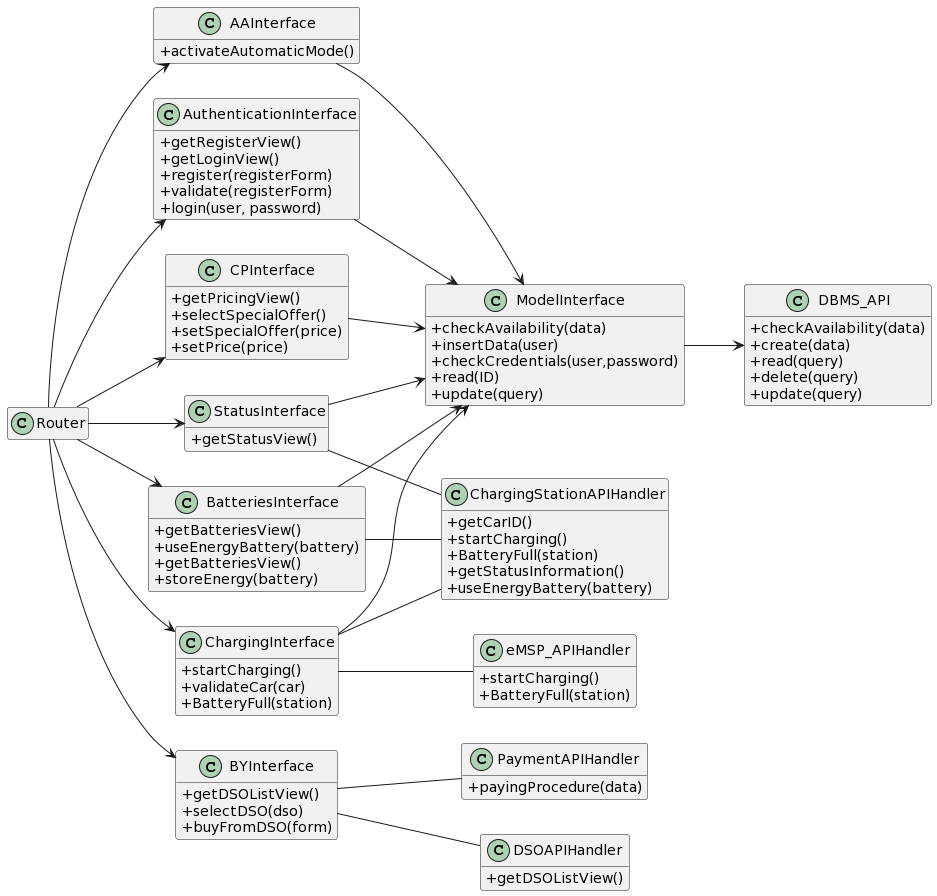 C AAInterface
+activateAutomaticMode()
C AuthenticationInterface
+getRegisterView()
+getLoginView()
+register(registerForm)
+validate(registerForm)
+login(user, password)
C CPInterface
+getPricingView()
+selectSpecialOffer()
+setSpecialOffer(price)
+setPrice(price)
C ModelInterface
+checkAvailability(data)
+insertData(user)
+checkCredentials(user,password)
+read(ID)
+update(query)
C DBMS_API
+checkAvailability(data)
+create(data)
+read(query)
+delete(query)
+update(query)
C Router
C StatusInterface
+getStatusView()
C BatteriesInterface
+getBatteriesView()
+useEnergyBattery(battery)
+getBatteriesView()
+storeEnergy(battery)
C ChargingStationAPIHandler
+getCarID()
+startCharging()
+BatteryFull(station)
+getStatusInformation()
+useEnergyBattery(battery)
C ChargingInterface
+startCharging()
+validateCar(car)
+BatteryFull(station)
C eMSP_APIHandler
+startCharging()
+BatteryFull(station)
C BYInterface
+getDSOListView()
+selectDSO(dso)
+buyFromDSO(form)
C PaymentAPIHandler
+payingProcedure(data)
C DSOAPIHandler
+getDSOListView()